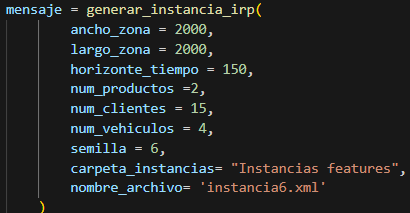 mensaje = generar_instancia_irp(
ancho_zona = 2000,
largo_zona = 2000,
horizonte_tiempo = 150,
num_productos =2,
num_clientes = 15,
num_vehiculos = 4,
semilla = 6,
carpeta_instancias= "Instancias features",
nombre_archivo= 'instancia6.xml'
)